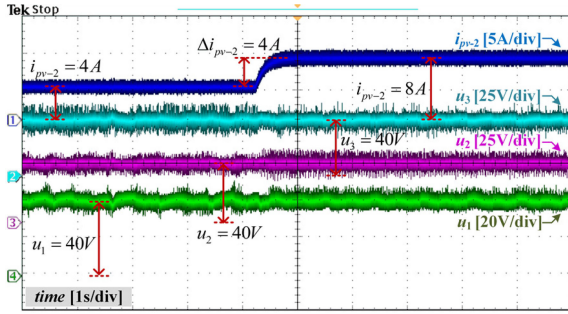 Tek Stop
i_pv-2 [5A/div]
Δi_pv-2 = 4A
i_pv-2 = 4A
i_pv-2 = 8A
u_3 [25V/div]
1
u_3 = 40V
u_2 [25V/div]
2
u_1 [20V/div]
3
u_1 = 40V
u_2 = 40V
4
time [1s/div]